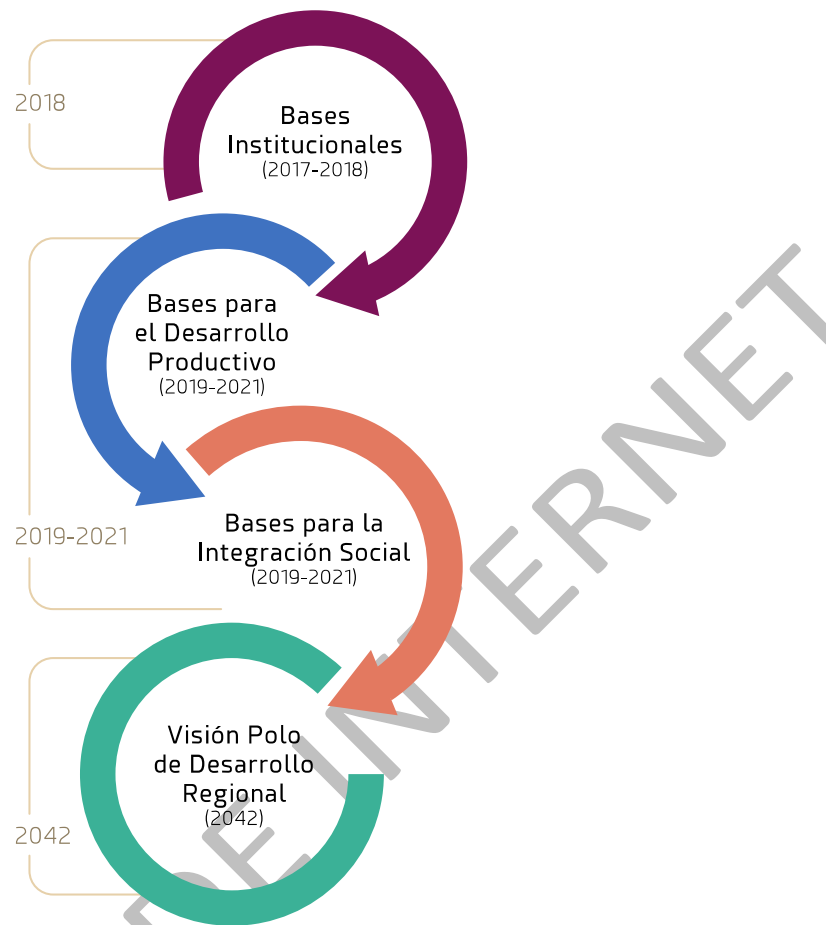 2018
Bases
Institucionales
(2017-2018)
Bases para
el Desarrollo
Productivo
(2019-2021)
2019-2021
Bases para la
Integración Social
(2019-2021)
Visión Polo
de Desarrollo
Regional
(2042)
2042
DE INTERNET